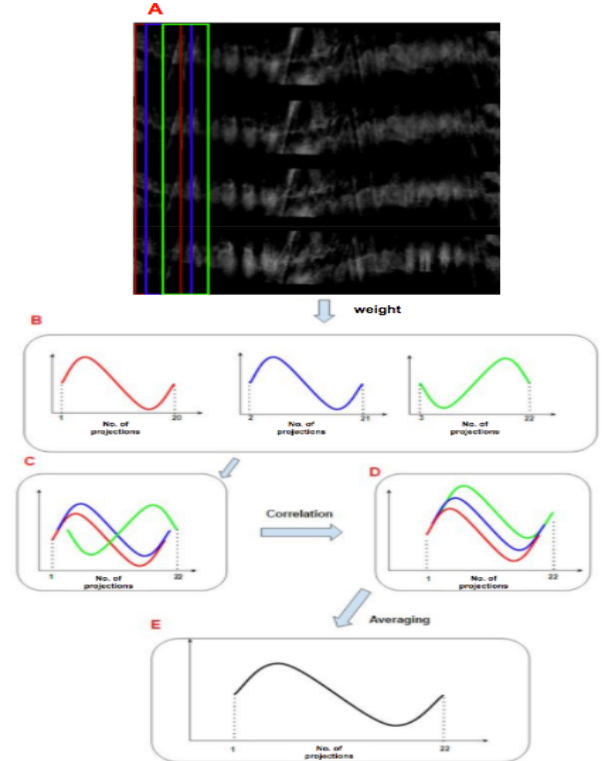 A
weight
B
1 20 2 21 3 22
No. of No. of No. of
projections projections projections
C D
Correlation
1 No. of 22 1 No. of 22
projections projections
Averaging
E
1 No. of 22
projections